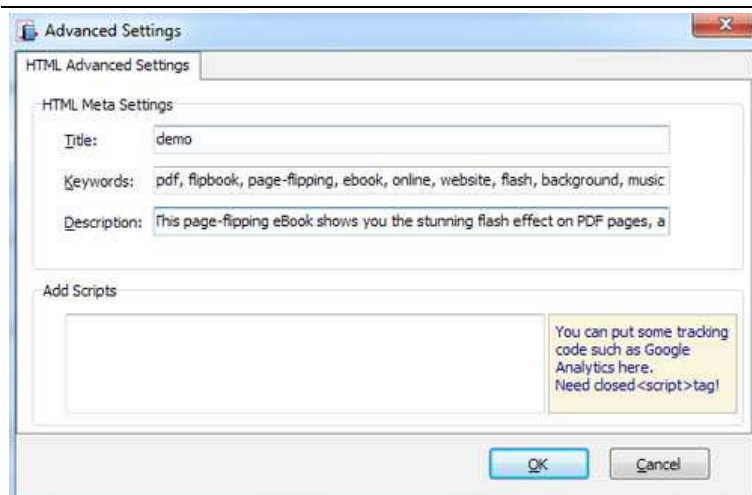 Advanced Settings
HTML Advanced Settings
HTML Meta Settings
Title: demo
Keywords: pdf, flipbook, page-flipping, ebook, online, website, flash, background, music
Description: This page-flipping eBook shows you the stunning flash effect on PDF pages, a
Add Scripts
You can put some tracking
code such as Google
Analytics here.
Need closed<script>tag!
OK Cancel